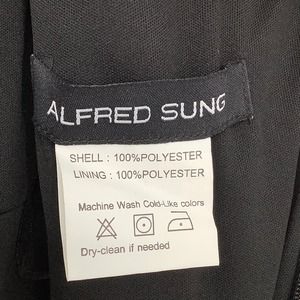 ALFRED SUNG
SHELL : 100%POLYESTER
LINING : 100%POLYESTER
Machine Wash Cold-Like colors
Dry-clean if needed